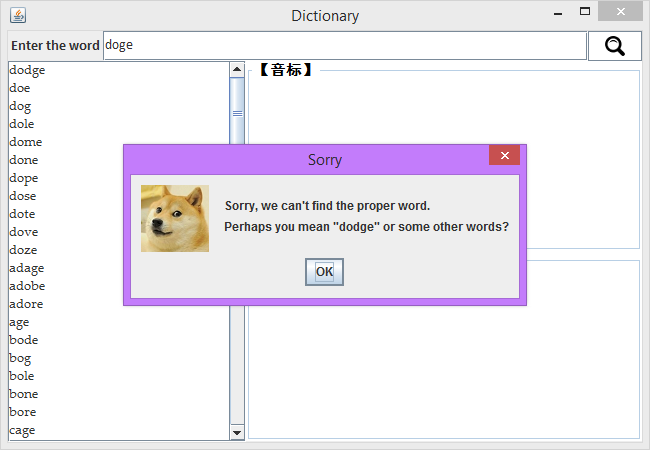 Dictionary
Enter the word doge
dodge
doe
dog
dole
dome
done
dope
dose
dote
dove
doze
adage
adobe
adore
age
bode
bog
bole
bone
bore
cage
【音标】
Sorry
Sorry, we can't find the proper word.
Perhaps you mean "dodge" or some other words?
OK